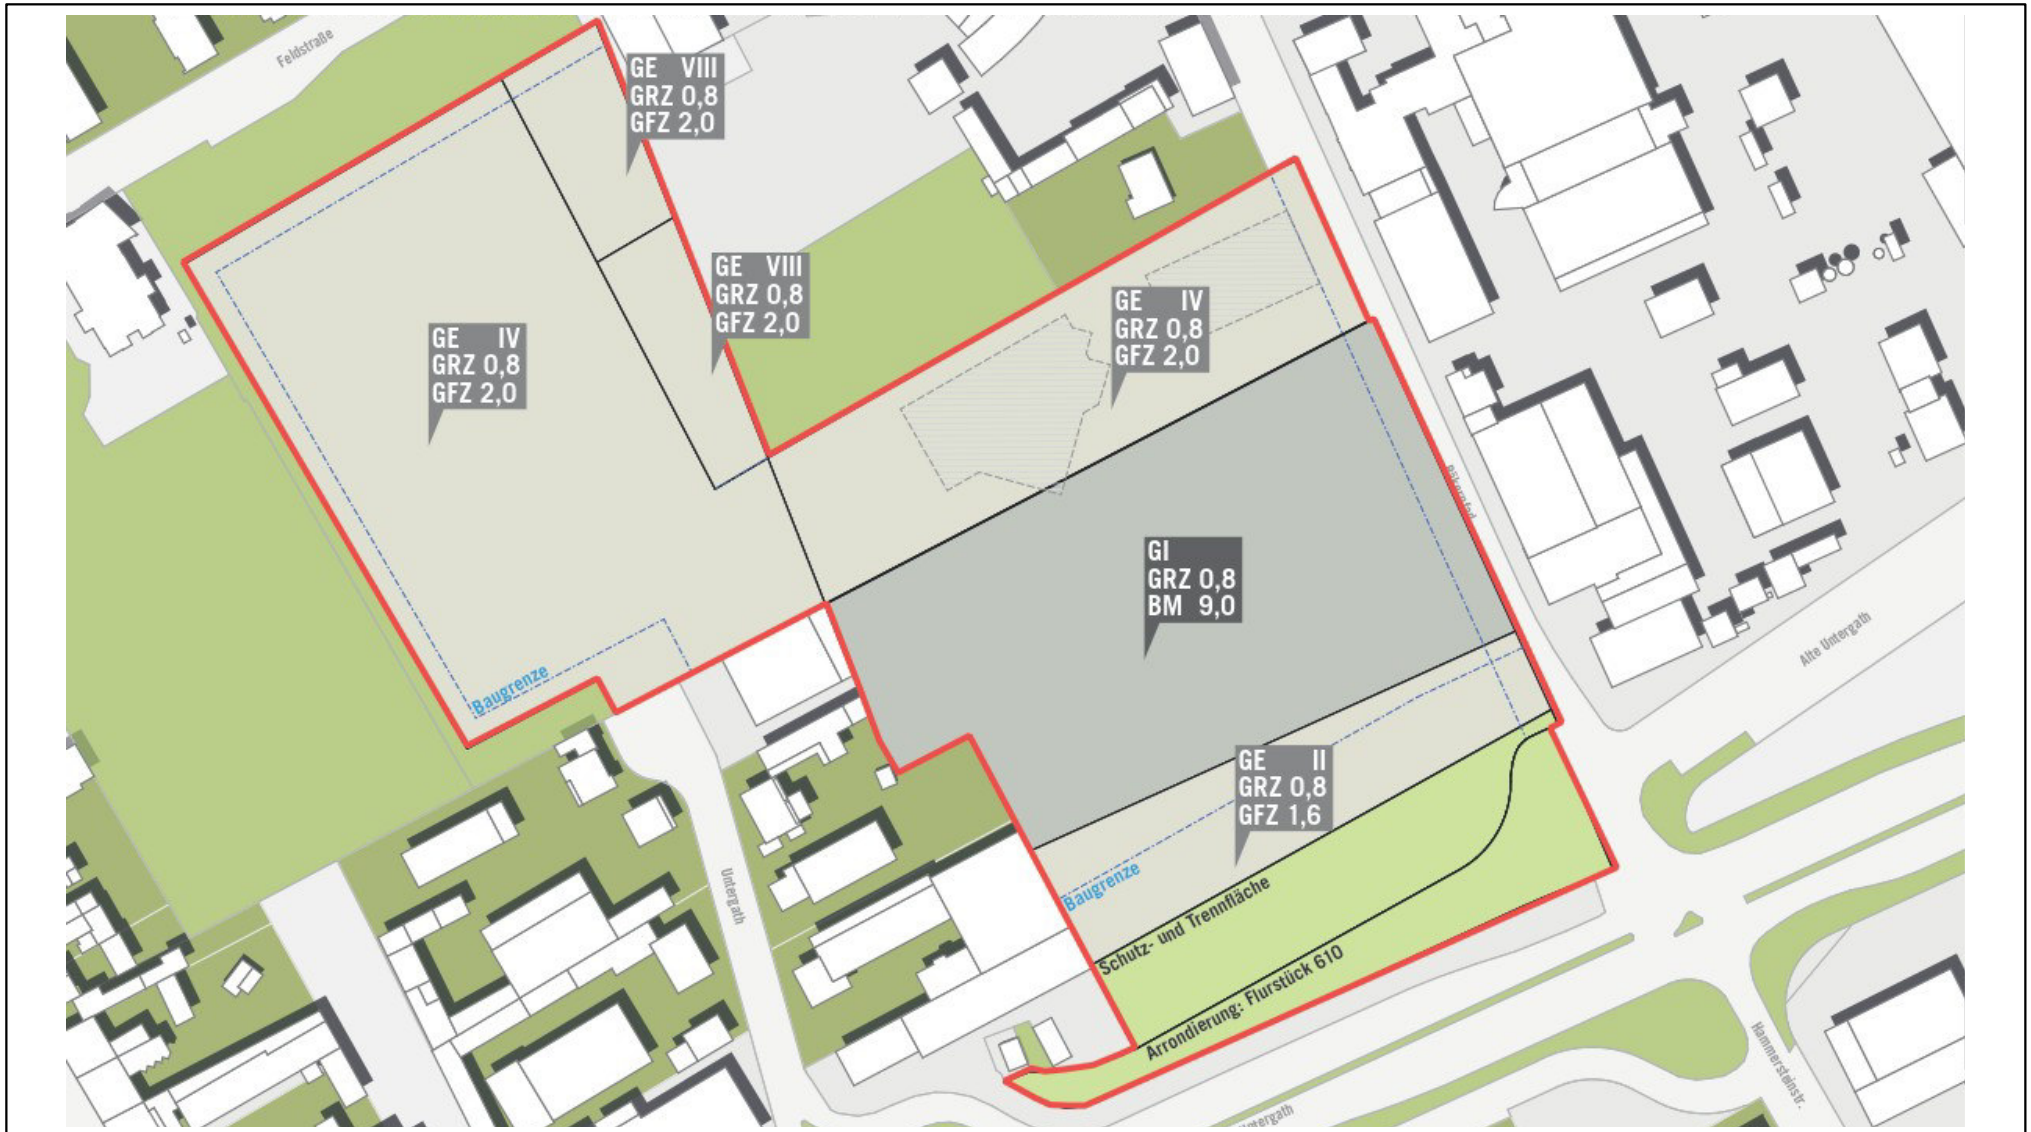 Feldstraße
GE VIII
GRZ 0,8
GFZ 2,0
GE VIII
GRZ 0,8
GFZ 2,0
GE IV
GRZ 0,8
GFZ 2,0
GE IV
GRZ 0,8
GFZ 2,0
GI
GRZ 0,8
BM 9,0
Alte Untergath
Baugrenze
GE II
GRZ 0,8
GFZ 1,6
Baugrenze
Untergath
Schutz- und Trennfläche
Arrondierung: Flurstück 610
Hammersteinstr.